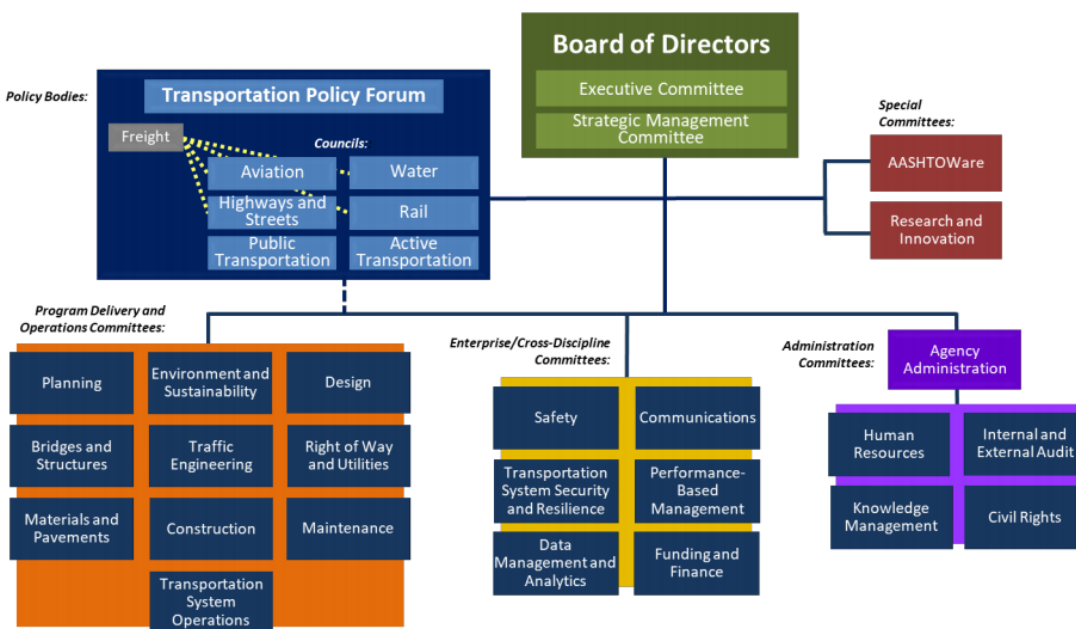 Board of Directors
Executive Committee
Strategic Management
Committee
Policy Bodies:
Transportation Policy Forum
Freight
Councils:
Aviation
Water
Highways and
Streets
Rail
Public
Transportation
Active
Transportation
Special
Committees:
AASHTOWare
Research and
Innovation
Program Delivery and
Operations Committees:
Planning
Environment and
Sustainability
Design
Bridges and
Structures
Traffic
Engineering
Right of Way
and Utilities
Materials and
Pavements
Construction
Maintenance
Transportation
System
Operations
Enterprise/Cross-Discipline
Committees:
Safety
Communications
Transportation
System Security
and Resilience
Performance-
Based
Management
Data
Management and
Analytics
Funding and
Finance
Administration
Committees:
Agency
Administration
Human
Resources
Internal and
External Audit
Knowledge
Management
Civil Rights